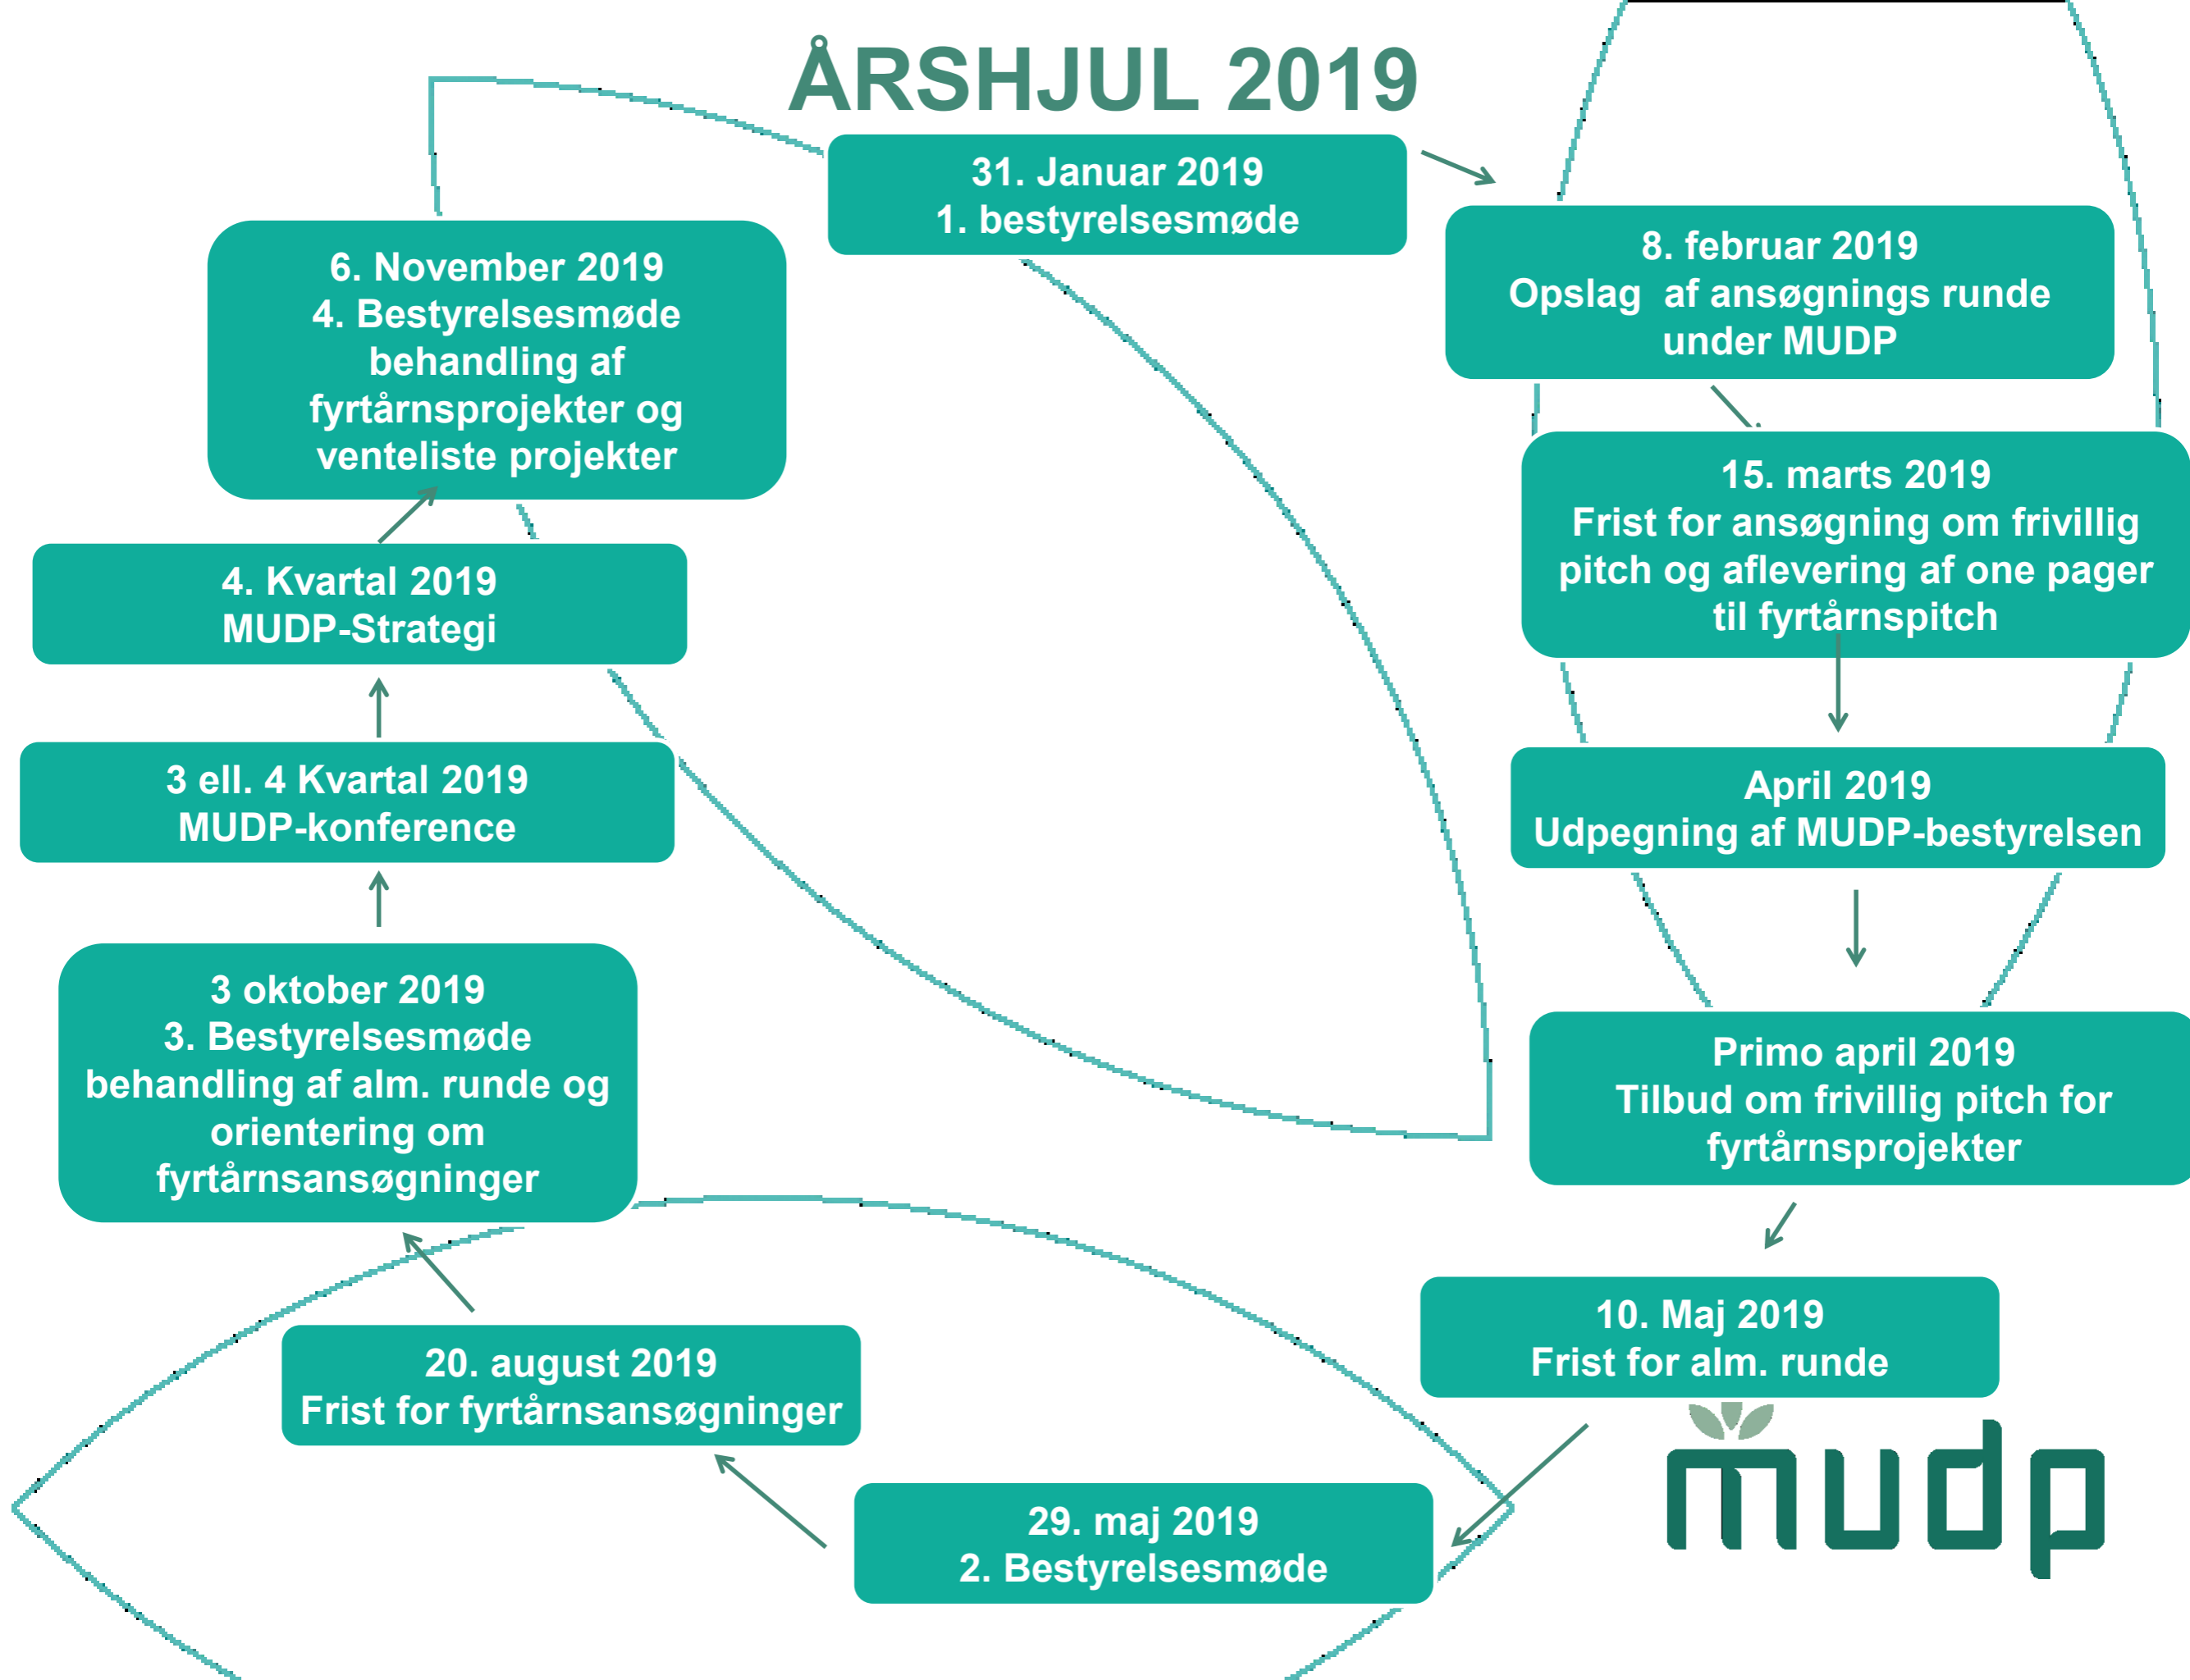 ÅRSHJUL 2019
31. Januar 2019
1. bestyrelsesmøde
8. februar 2019
Opslag  af ansøgnings runde
under MUDP
15. marts 2019
Frist for ansøgning om frivillig
pitch og aflevering af one pager
til fyrtårnspitch
April 2019
Udpegning af MUDP-bestyrelsen
Primo april 2019
Tilbud om frivillig pitch for
fyrtårnsprojekter
10. Maj 2019
Frist for alm. runde
29. maj 2019
2. Bestyrelsesmøde
20. august 2019
Frist for fyrtårnsansøgninger
3 oktober 2019
3. Bestyrelsesmøde
behandling af alm. runde og
orientering om
fyrtårnsansøgninger
3 ell. 4 Kvartal 2019
MUDP-konference
4. Kvartal 2019
MUDP-Strategi
6. November 2019
4. Bestyrelsesmøde
behandling af
fyrtårnsprojekter og
venteliste projekter
mudp